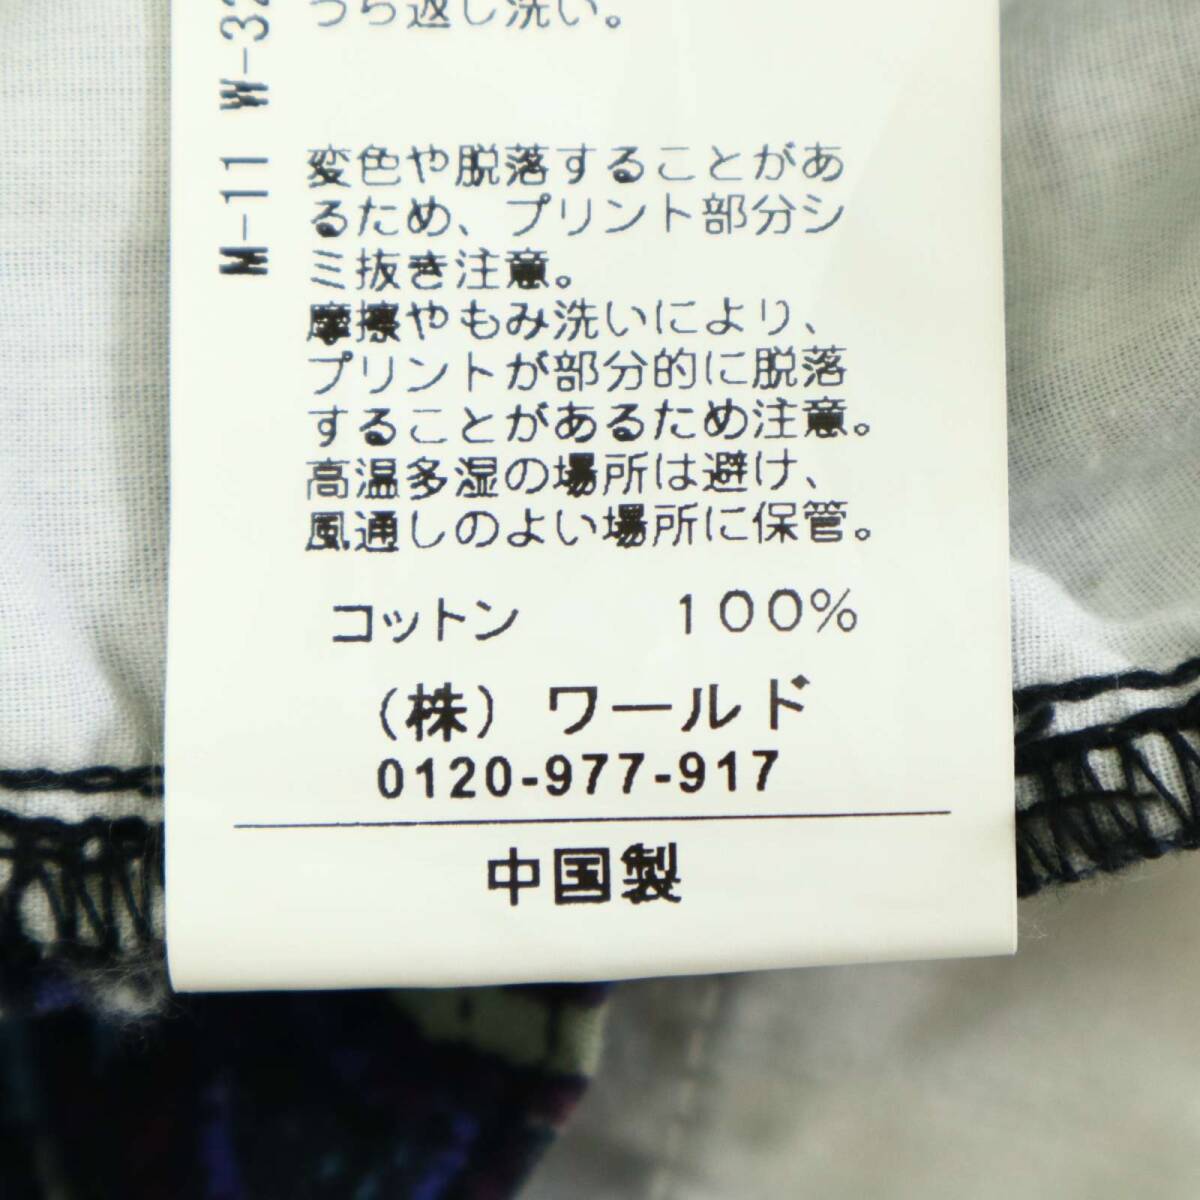 うら返し洗い。
変色や脱落することがあ
るため、プリント部分シ
ミ抜き注意。
摩擦やもみ洗いにより、
プリントが部分的に脱落
することがあるため注意。
高温多湿の場所は避け、
風通しのよい場所に保管。
コットン 100%
(株) ワールド
0120-977-917
中国製
M-11 W-32